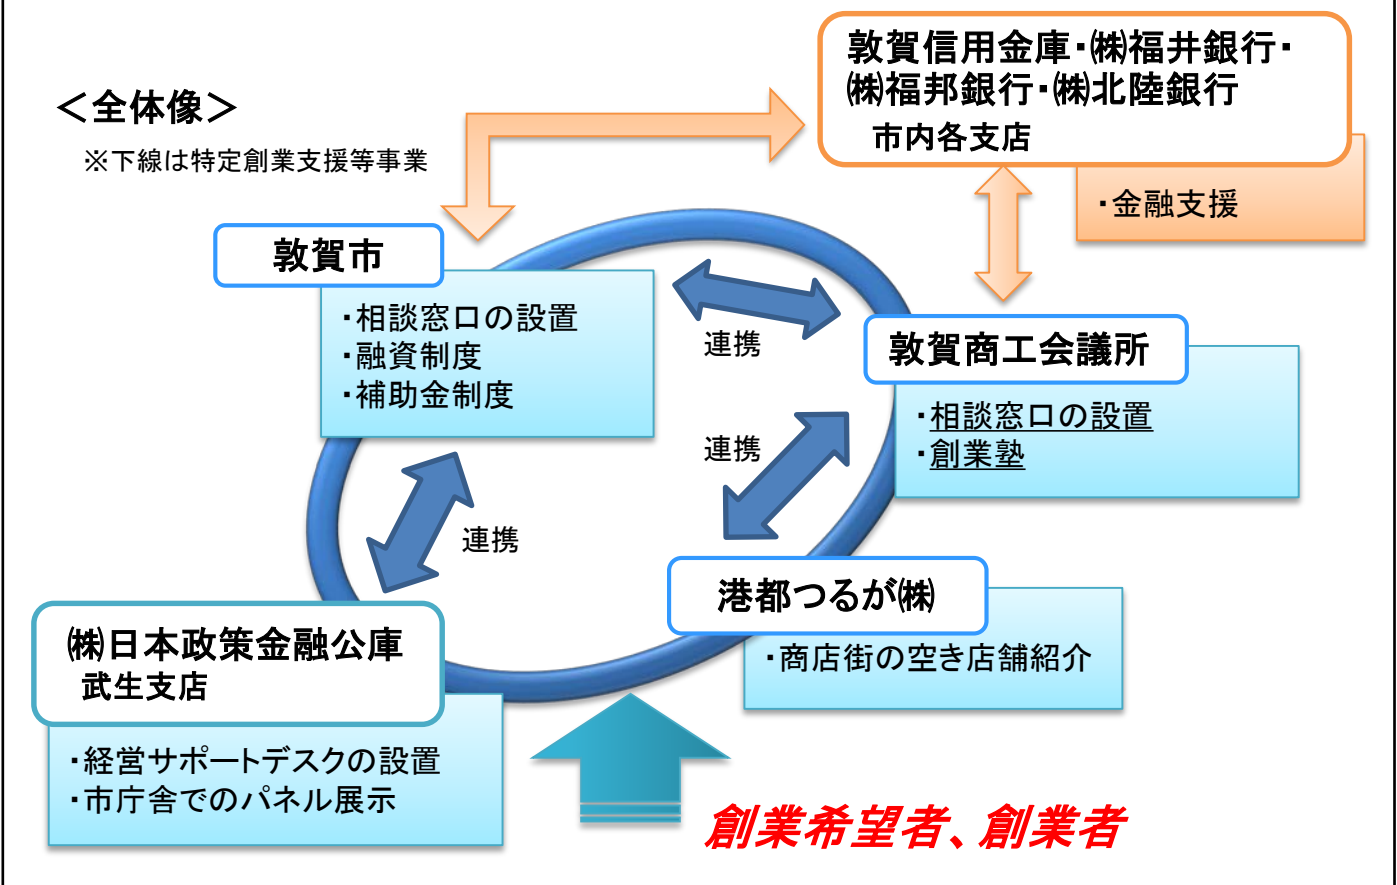 敦賀信用金庫・㈱福井銀行・
㈱福邦銀行・㈱北陸銀行
市内各支店
・金融支援
＜全体像＞
※下線は特定創業支援等事業
敦賀市
・相談窓口の設置
・融資制度
・補助金制度
連携
敦賀商工会議所
・相談窓口の設置
・創業塾
連携
連携
港都つるが㈱
・商店街の空き店舗紹介
㈱日本政策金融公庫
武生支店
・経営サポートデスクの設置
・市庁舎でのパネル展示
創業希望者、創業者